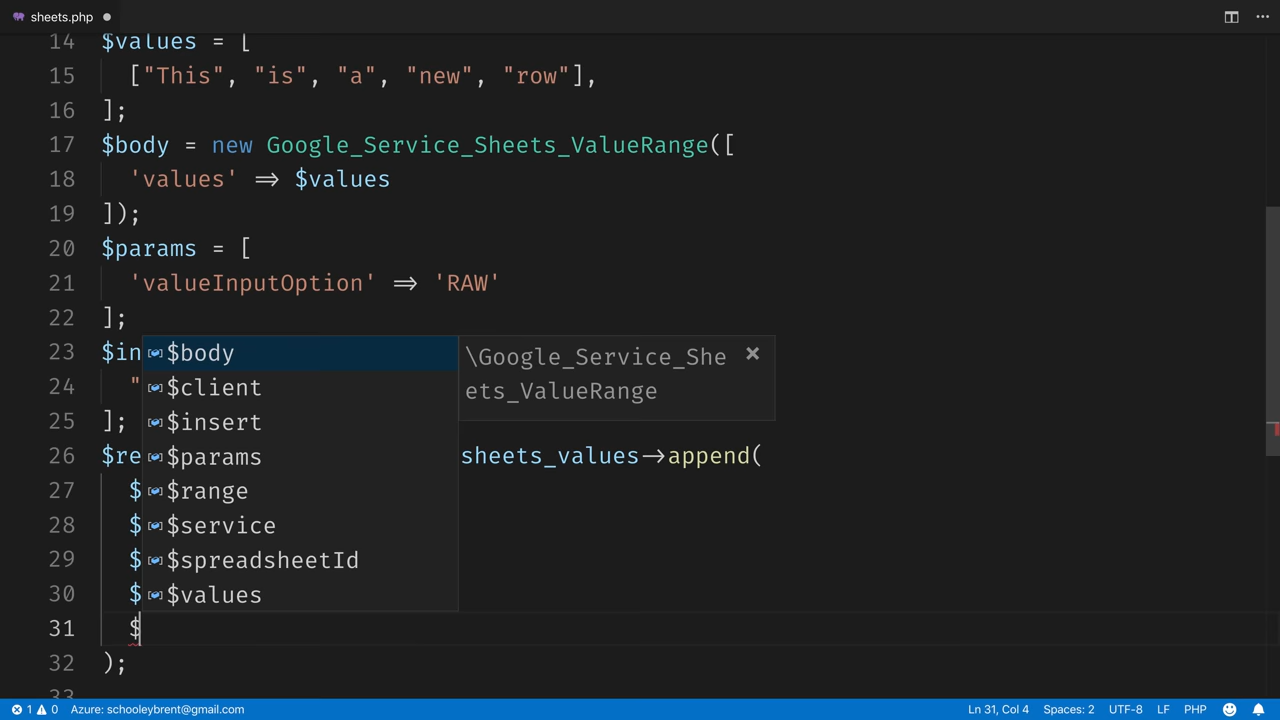 sheets.php
14 $values = [
15 ["This", "is", "a", "new", "row"],
16 ];
17 $body = new Google_Service_Sheets_ValueRange([
18 'values' => $values
19 ]);
20 $params = [
21 'valueInputOption' => 'RAW'
22 ];
23 $in
24 "
25 ];
26 $re sheets_values->append(
27 $
28 $
29 $
30 $
31 $
32 );
33
$body
$client
$insert
$params
$range
$service
$spreadsheetId
$values
\Google_Service_She
ets_ValueRange
1 0 Azure: schooleybrent@gmail.com Ln 31, Col 4 Spaces: 2 UTF-8 LF PHP